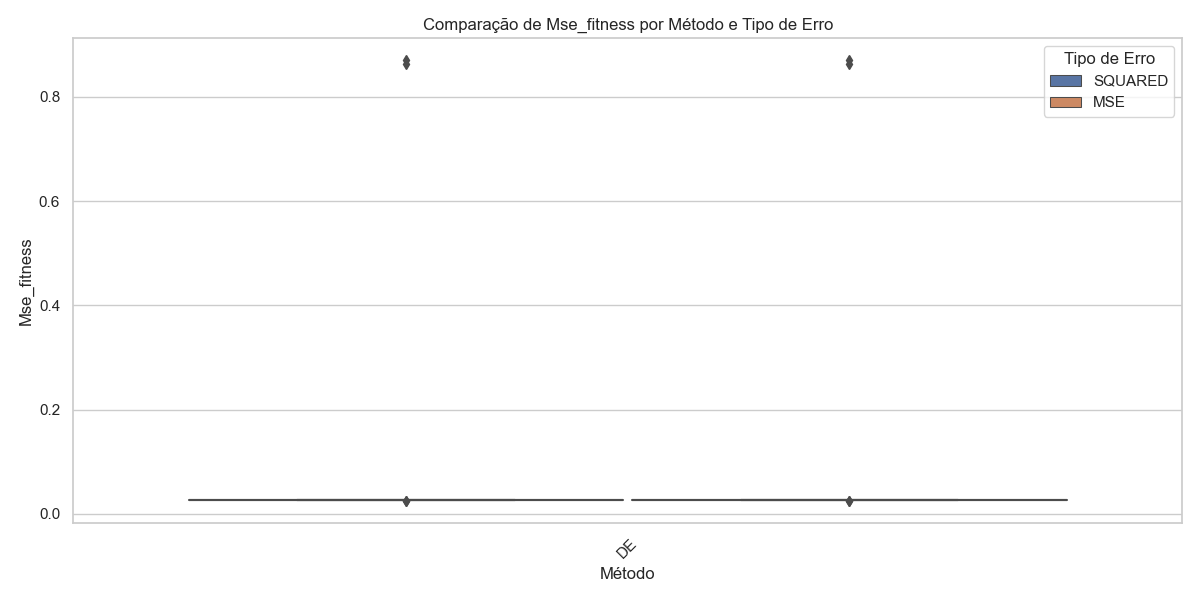 Comparação de Mse_fitness por Método e Tipo de Erro
Tipo de Erro
SQUARED
MSE
Mse_fitness
0.8
0.6
0.4
0.2
0.0
DE
Método